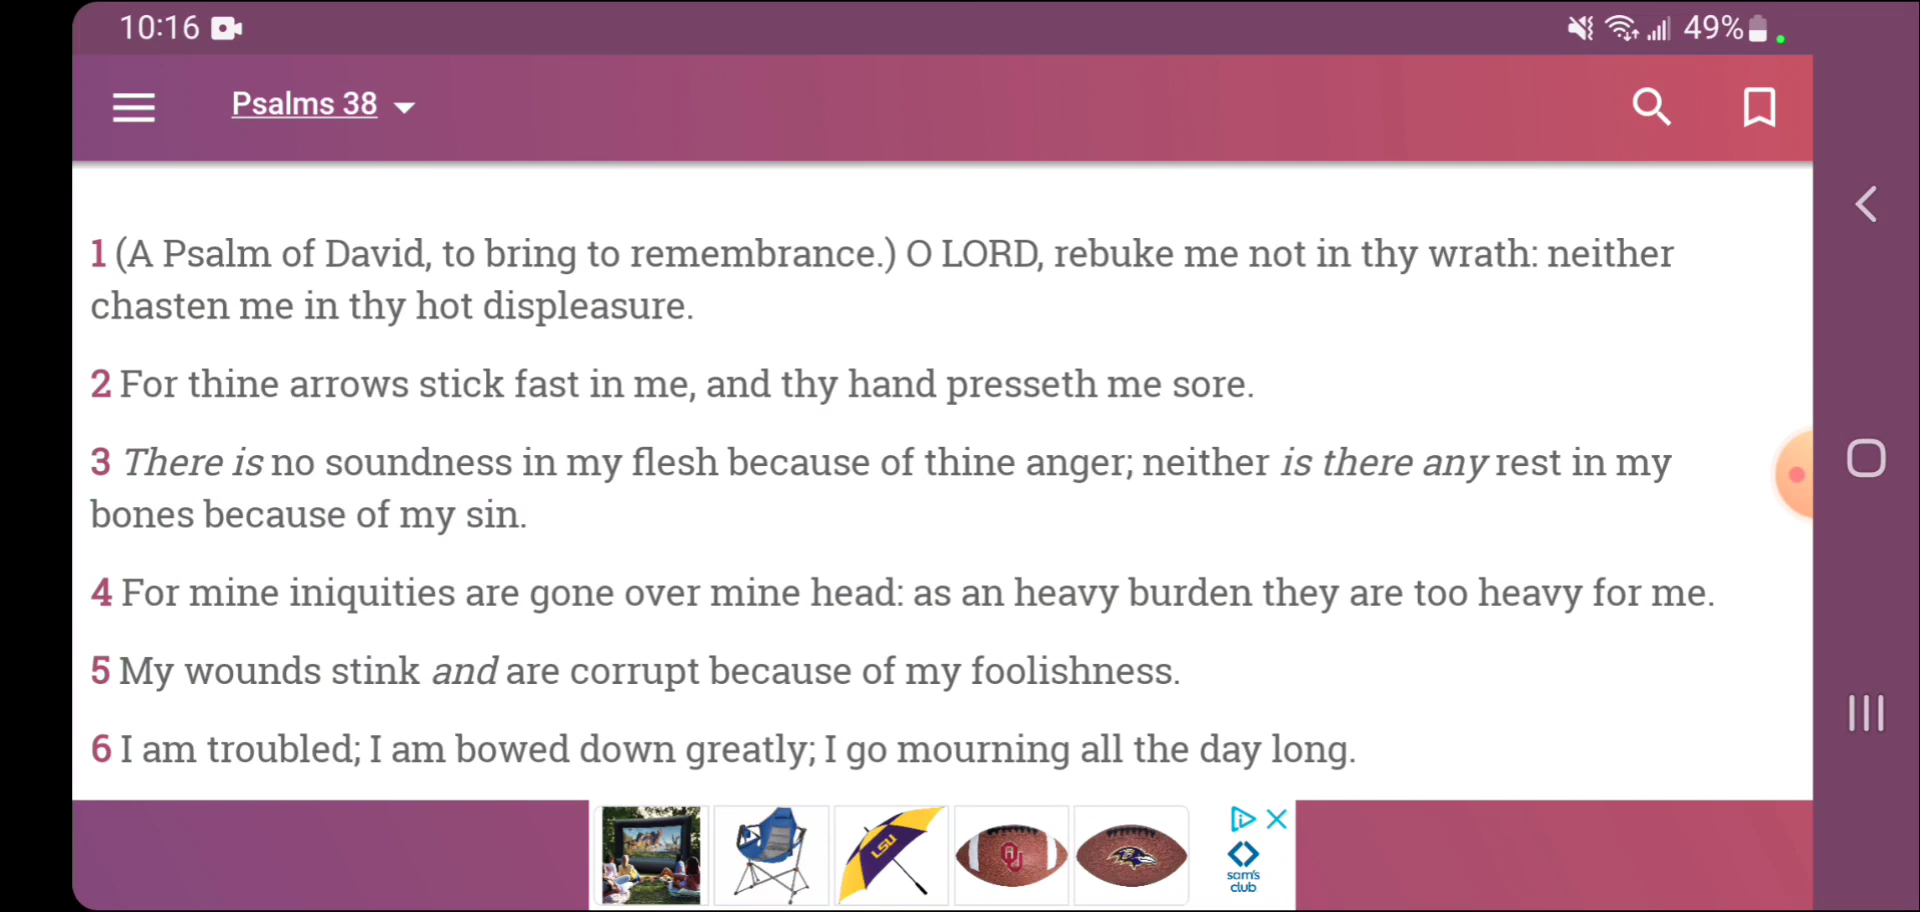 10:16
49%
Psalms 38
1 (A Psalm of David, to bring to remembrance.) O LORD, rebuke me not in thy wrath: neither
chasten me in thy hot displeasure.
2 For thine arrows stick fast in me, and thy hand presseth me sore.
3 There is no soundness in my flesh because of thine anger; neither is there any rest in my
bones because of my sin.
4 For mine iniquities are gone over mine head: as an heavy burden they are too heavy for me.
5 My wounds stink and are corrupt because of my foolishness.
6 I am troubled; I am bowed down greatly; I go mourning all the day long.
LSU
OU
sam's
club